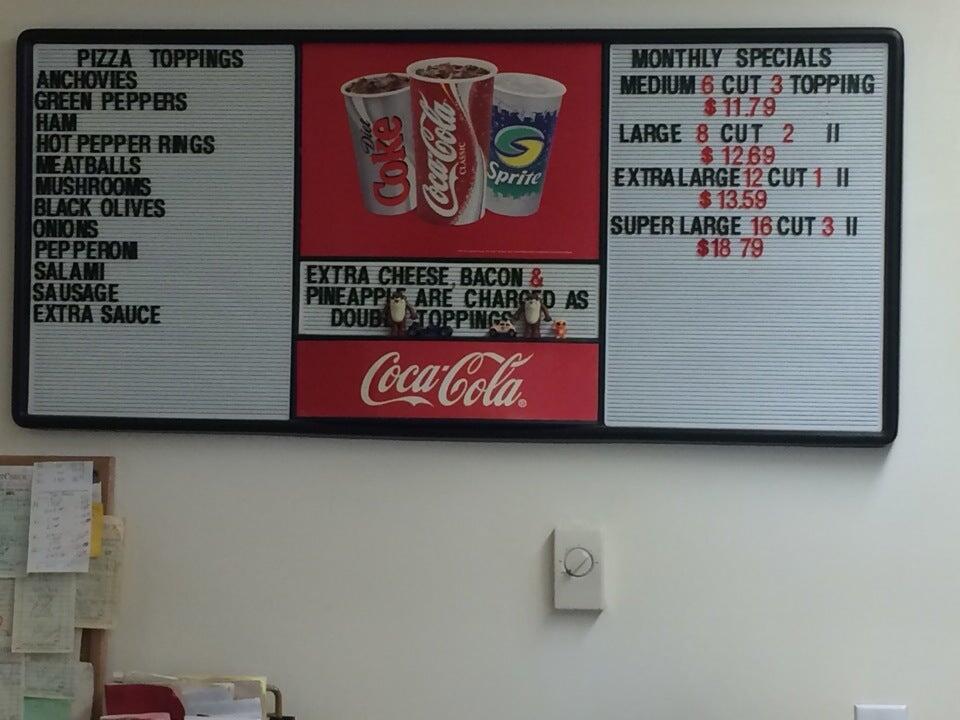 PIZZA TOPPINGS
ANCHOVIES
GREEN PEPPERS
HAM
HOT PEPPER RINGS
MEATBALLS
MUSHROOMS
BLACK OLIVES
ONIONS
PEPPERONI
SALAMI
SAUSAGE
EXTRA SAUCE
Diet Coke
Coca-Cola CLASSIC
Sprite
EXTRA CHEESE, BACON &
PINEAPPLE ARE CHARGED AS
DOUBLE TOPPINGS
Coca-Cola®
MONTHLY SPECIALS
MEDIUM 6 CUT 3 TOPPING
$11.79
LARGE 8 CUT 2 II
$12.69
EXTRA LARGE 12 CUT 1 II
$13.59
SUPER LARGE 16 CUT 3 II
$18 79